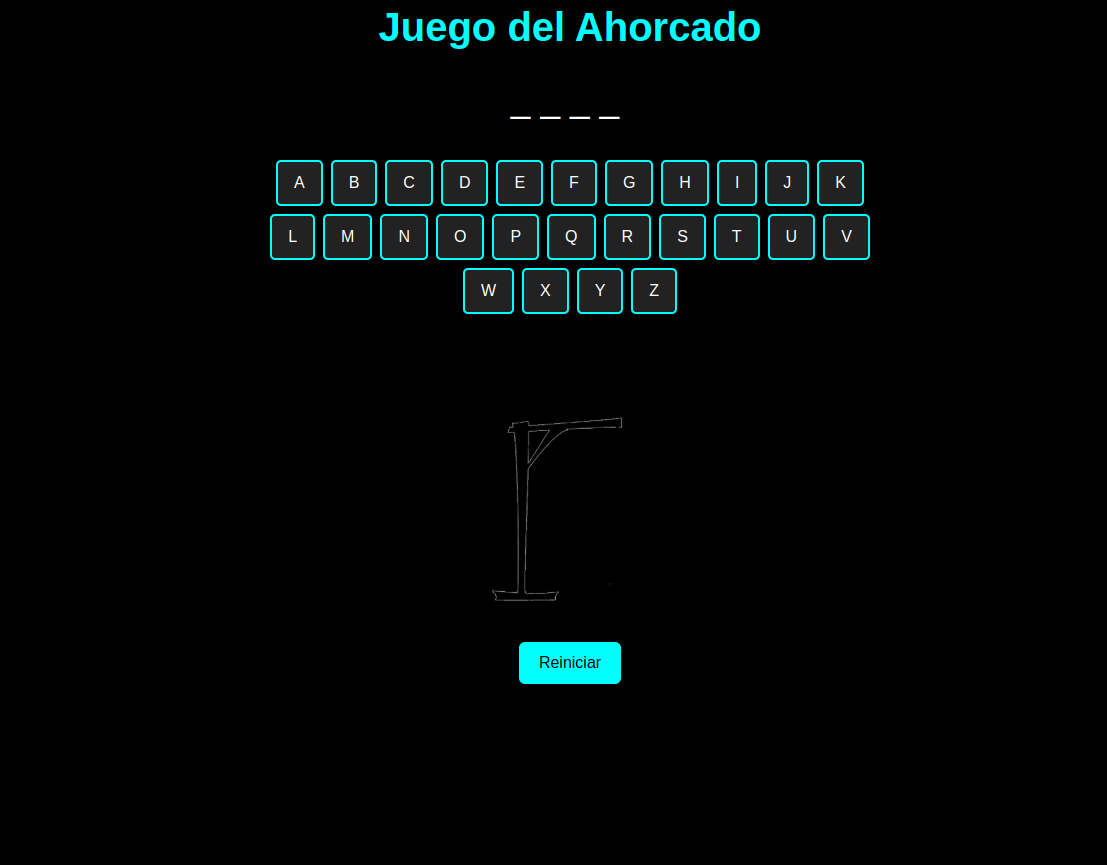 Juego del Ahorcado
_ _ _ _
A B C D E F G H I J K
L M N O P Q R S T U V
W X Y Z
Reiniciar